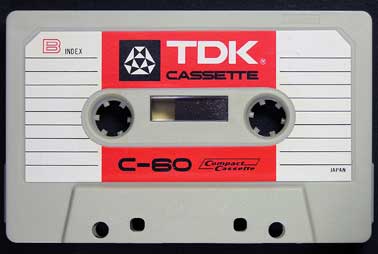 B INDEX
TDK®
CASSETTE
C-60 Compact Cassette
JAPAN